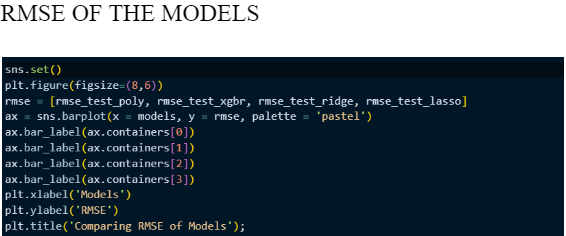 RMSE OF THE MODELS
sns.set()
plt.figure(figsize=(8,6))
rmse = [rmse_test_poly, rmse_test_xgbr, rmse_test_ridge, rmse_test_lasso]
ax = sns.barplot(x = models, y = rmse, palette = 'pastel')
ax.bar_label(ax.containers[0])
ax.bar_label(ax.containers[1])
ax.bar_label(ax.containers[2])
ax.bar_label(ax.containers[3])
plt.xlabel('Models')
plt.ylabel('RMSE')
plt.title('Comparing RMSE of Models');